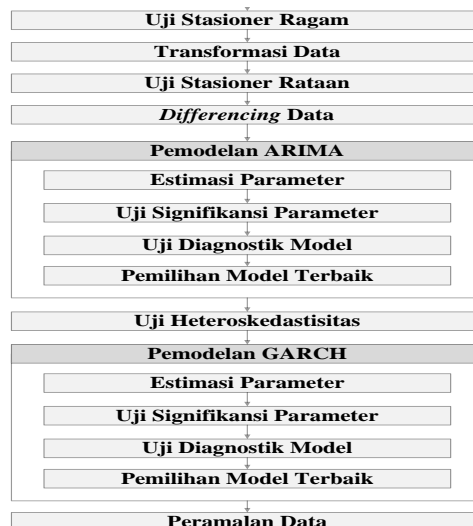 Uji Stasioner Ragam
Transformasi Data
Uji Stasioner Rataan
Differencing Data
Pemodelan ARIMA
Estimasi Parameter
Uji Signifikansi Parameter
Uji Diagnostik Model
Pemilihan Model Terbaik
Uji Heteroskedastisitas
Pemodelan GARCH
Estimasi Parameter
Uji Signifikansi Parameter
Uji Diagnostik Model
Pemilihan Model Terbaik
Peramalan Data